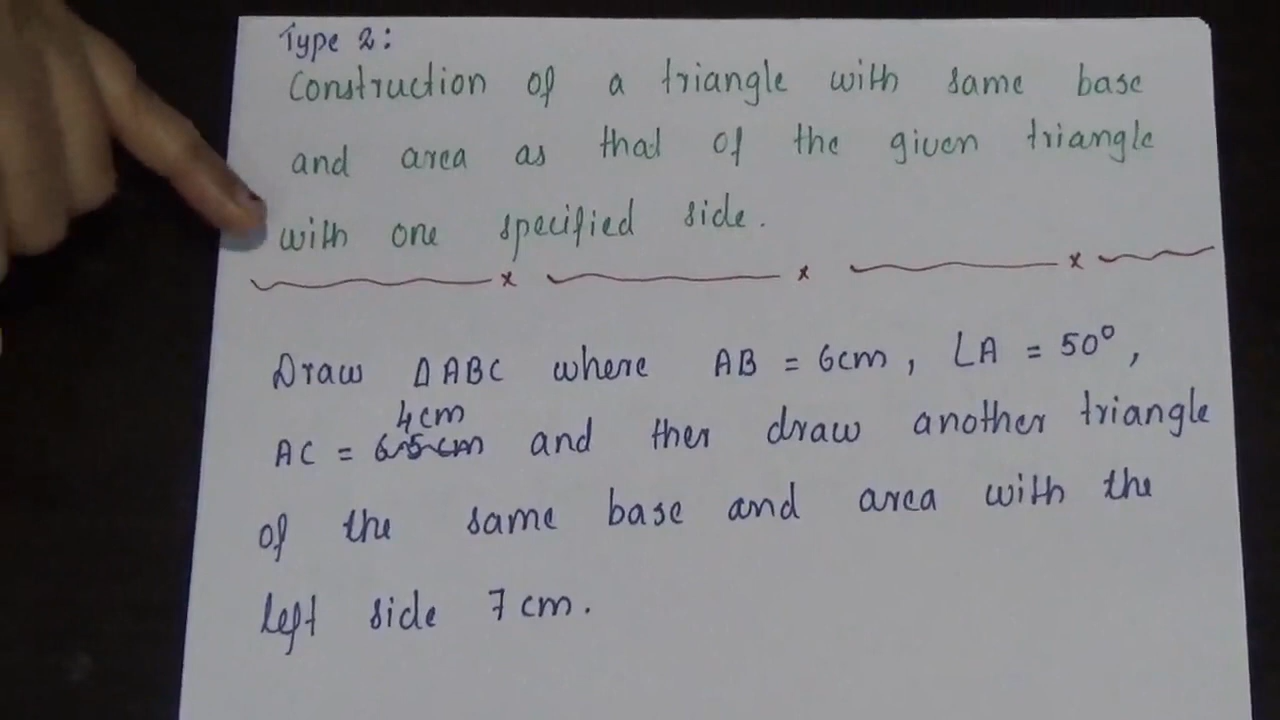 Type 2:
Construction of a triangle with same base
and area as that of the given triangle
with one specified side.
Draw ΔABC where AB = 6cm, ∠A = 50°,
4cm
AC = 6.5cm and then draw another triangle
of the same base and area with the
left side 7cm.